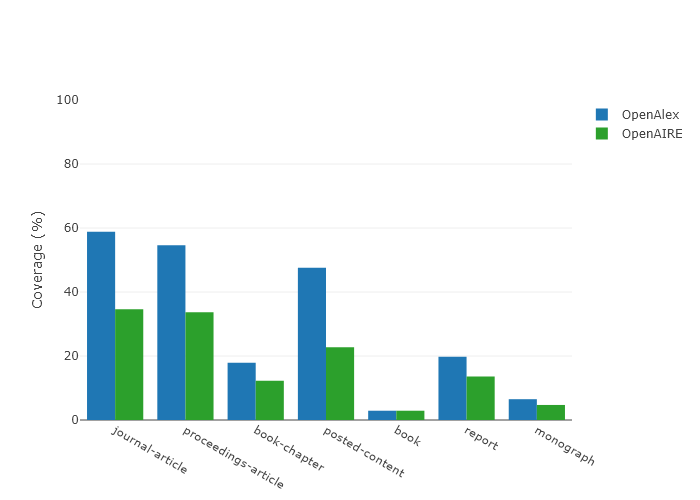 100
80
60
40
20
0
Coverage (%)
journal-article
proceedings-article
book-chapter
posted-content
book
report
monograph
OpenAlex
OpenAIRE